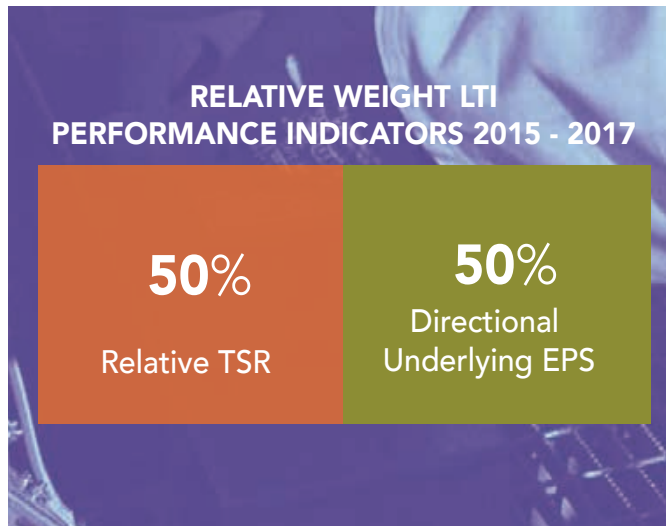 RELATIVE WEIGHT LTI
PERFORMANCE INDICATORS 2015 - 2017
50%
Relative TSR
50%
Directional
Underlying EPS